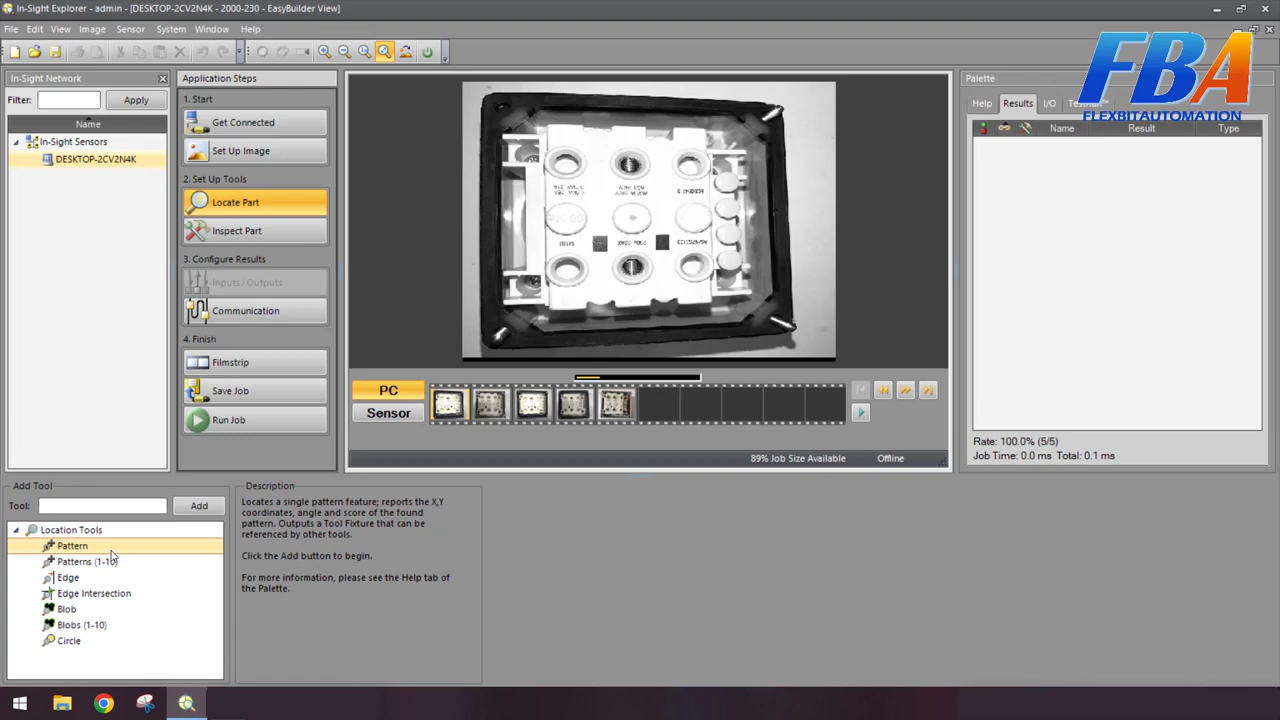 In-Sight Explorer - admin - [DESKTOP-2CV2N4K - 2000-230 - EasyBuilder View]
File Edit View Image Sensor System Window Help
FBA
FLEXBITAUTOMATION
In-Sight Network
Filter:
Apply
Name
In-Sight Sensors
DESKTOP-2CV2N4K
Application Steps
1. Start
Get Connected
Set Up Image
2. Set Up Tools
Locate Part
Inspect Part
3. Configure Results
Inputs / Outputs
Communication
4. Finish
Filmstrip
Save Job
Run Job
PC
Sensor
89% Job Size Available
Offline
Palette
Help Results I/O
Name Result Type
Rate: 100.0% (5/5)
Job Time: 0.0 ms Total: 0.1 ms
Add Tool
Tool:
Add
Location Tools
Pattern
Patterns (1-10)
Edge
Edge Intersection
Blob
Blobs (1-10)
Circle
Description
Locates a single pattern feature; reports the X,Y
coordinates, angle and score of the found
pattern. Outputs a Tool Fixture that can be
referenced by other tools.
Click the Add button to begin.
For more information, please see the Help tab of
the Palette.